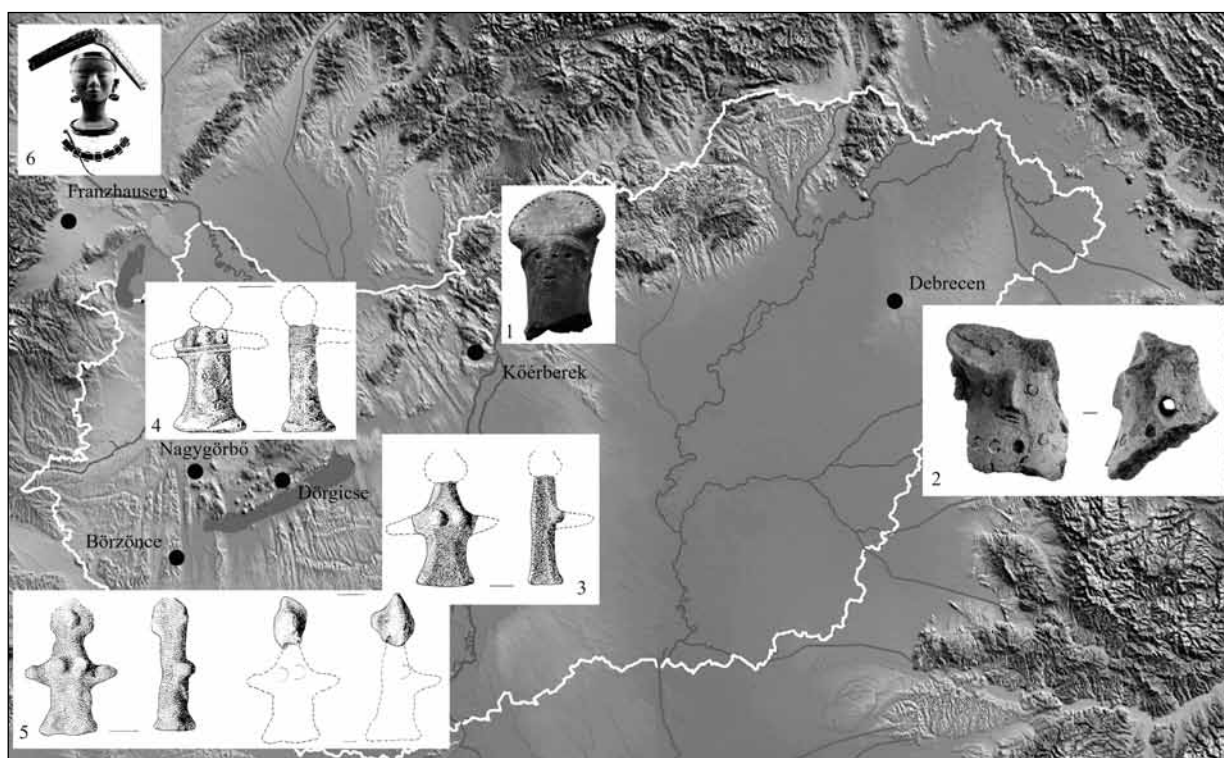 6
Franzhausen
1
Debrecen
2
Kőérberek
4
Nagygörbő
Dörgicse
3
Börzönce
5